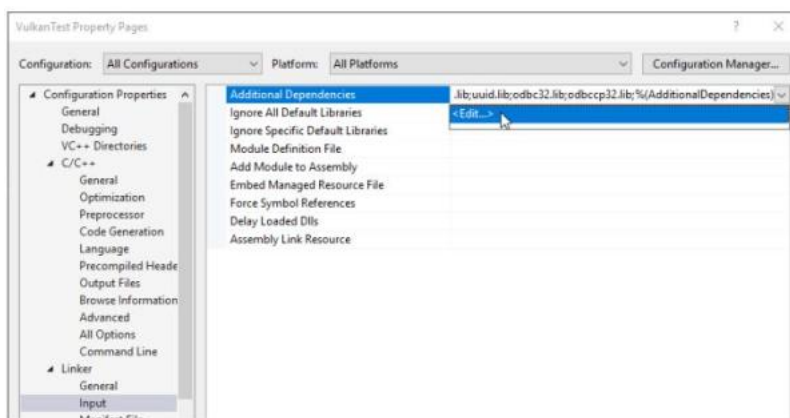 VulkanTest Property Pages
Configuration: All Configurations Platform: All Platforms Configuration Manager...
Configuration Properties
General
Debugging
VC++ Directories
C/C++
General
Optimization
Preprocessor
Code Generation
Language
Precompiled Heade
Output Files
Browse Information
Advanced
All Options
Command Line
Linker
General
Input
Manifest File
Additional Dependencies .lib;uuid.lib;odbc32.lib;odbccp32.lib;%(AdditionalDependencies)
Ignore All Default Libraries <Edit...>
Ignore Specific Default Libraries
Module Definition File
Add Module to Assembly
Embed Managed Resource File
Force Symbol References
Delay Loaded Dlls
Assembly Link Resource